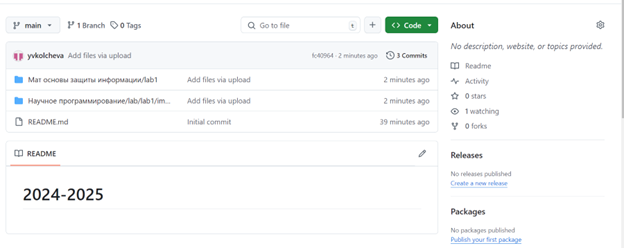 main
1 Branch
0 Tags
Go to file
t
Code
yvkolcheva Add files via upload
fc40964 · 2 minutes ago
3 Commits
Мат основы защиты информации/lab1
Add files via upload
2 minutes ago
Научное программирование/lab/lab1/im...
Add files via upload
2 minutes ago
README.md
Initial commit
39 minutes ago
README
2024-2025
About
No description, website, or topics provided.
Readme
Activity
0 stars
1 watching
0 forks
Releases
No releases published
Create a new release
Packages
No packages published
Publish your first package